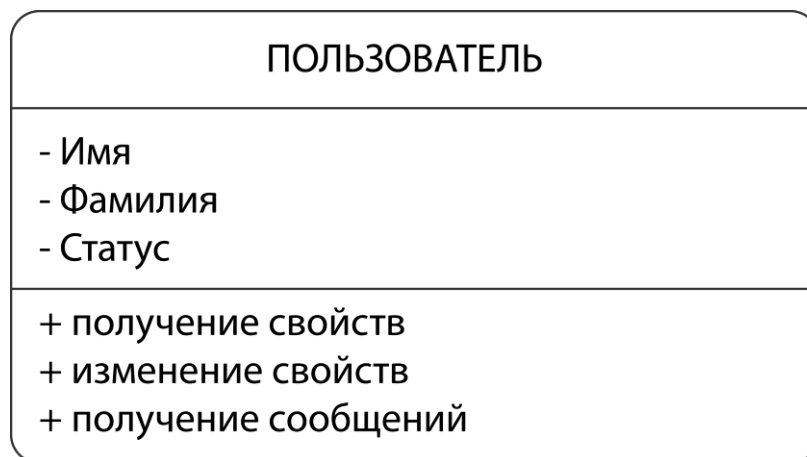 ПОЛЬЗОВАТЕЛЬ
- Имя
- Фамилия
- Статус
+ получение свойств
+ изменение свойств
+ получение сообщений